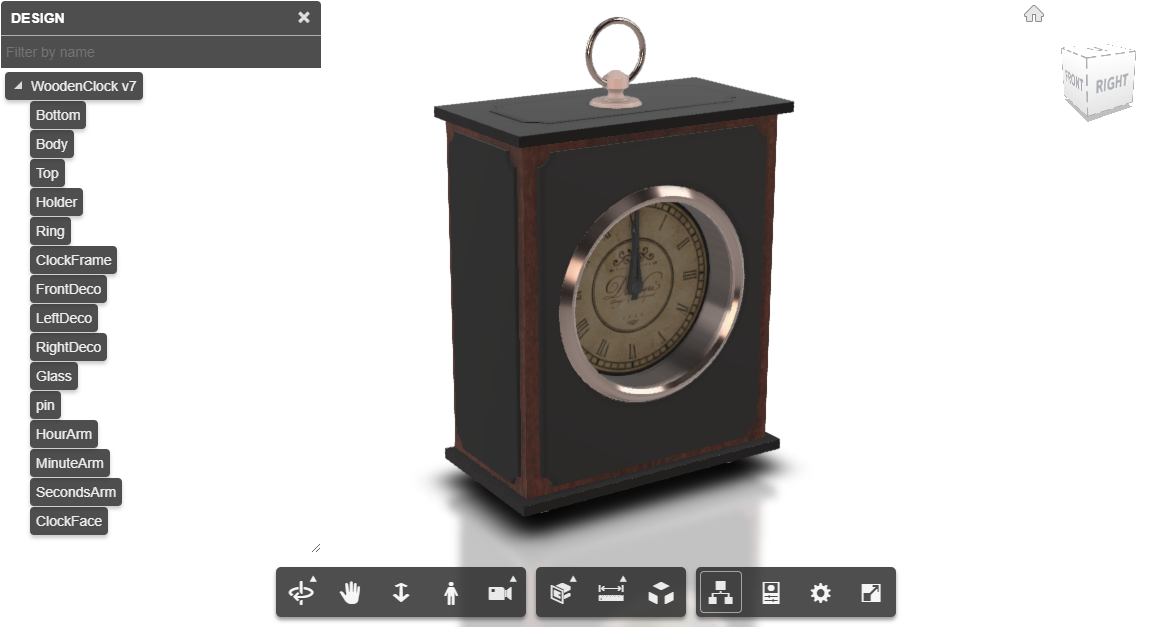 DESIGN
Filter by name
WoodenClock v7
Bottom
Body
Top
Holder
Ring
ClockFrame
FrontDeco
LeftDeco
RightDeco
Glass
pin
HourArm
MinuteArm
SecondsArm
ClockFace
FRONT
RIGHT